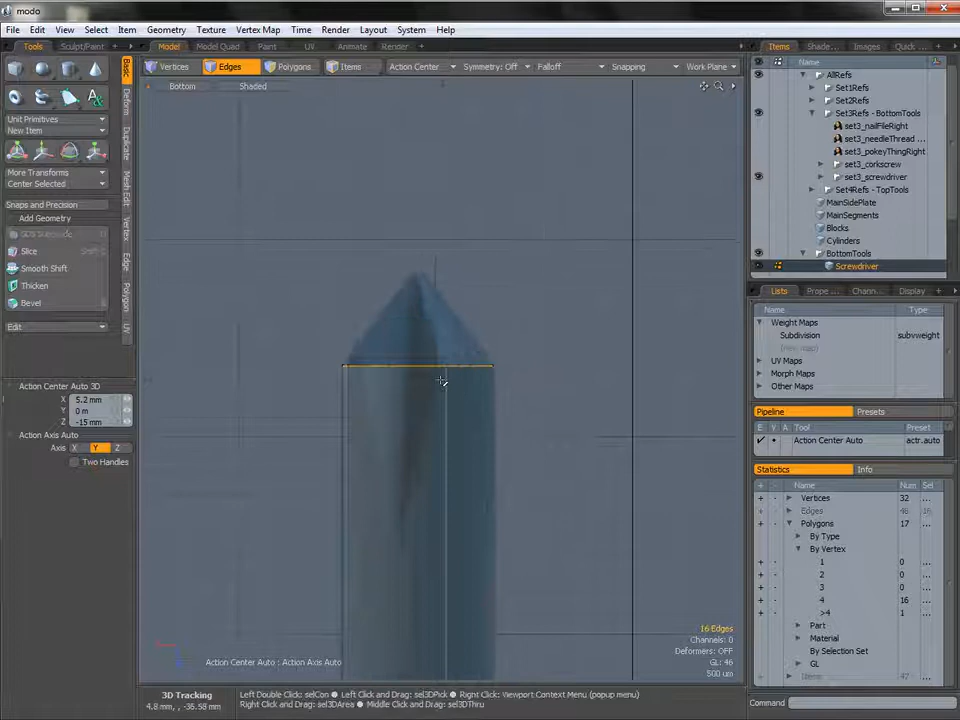 modo
File Edit View Select Item Geometry Texture Vertex Map Time Render Layout System Help
Tools Sculpt/Paint Model Model Quad Paint UV Animate Render Items Shade... Images Quick ...
Vertices Edges Polygons Items Action Center Symmetry: Off Falloff Snapping Work Plane
Bottom Shaded
Basic
Deform
Duplicate
Mesh Edit
Vertex
Edge
Polygon
UV
Unit Primitives
New Item
More Transforms
Center Selected
Snaps and Precision
Add Geometry
Slice
Smooth Shift
Thicken
Bevel
Edit
Action Center Auto 3D
X 5.2 mm
Y 0 m
Z -15 mm
Action Axis Auto
Axis X Y Z
Two Handles
16 Edges
Channels: 0
Deformers: OFF
GL: 46
500 um
Action Center Auto : Action Axis Auto
Name
AllRefs
Set1Refs
Set2Refs
Set3Refs - BottomTools
set3_nailFileRight
set3_needleThread ...
set3_pokeyThingRight
set3_corkscrew
set3_screwdriver
Set4Refs - TopTools
MainSidePlate
MainSegments
Blocks
Cylinders
BottomTools
Screwdriver
Lists Prope ... Chann... Display
Name Type
Weight Maps
Subdivision subvweight
(new map)
UV Maps
Morph Maps
Other Maps
Pipeline Presets
E V A Tool Preset
Action Center Auto actr.auto
Statistics Info
Name Num Sel
Vertices 32 ...
Edges 46 16
Polygons 17 ...
By Type
By Vertex
1 0 ...
2 0 ...
3 0 ...
4 16 ...
>4 1 ...
Part
Material
By Selection Set
GL
Items
3D Tracking
4.8 mm, , -36.58 mm
Left Double Click: selCon ● Left Click and Drag: sel3DPick ● Right Click: Viewport Context Menu (popup menu)
Right Click and Drag: sel3DArea ● Middle Click and Drag: sel3DThru
Command